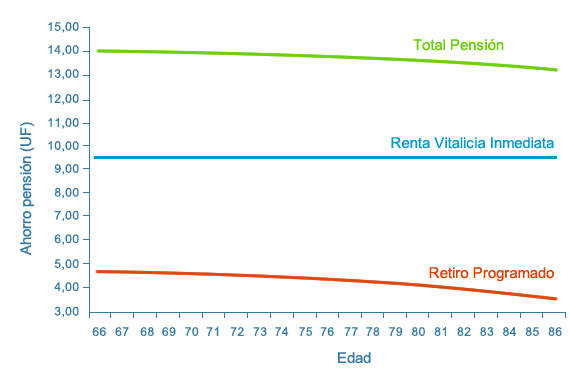 15,00
14,00
13,00
12,00
11,00
10,00
9,00
8,00
7,00
6,00
5,00
4,00
3,00
Ahorro pensión (UF)
Total Pensión
Renta Vitalicia Inmediata
Retiro Programado
66 67 68 69 70 71 72 73 74 75 76 77 78 79 80 81 82 83 84 85 86
Edad